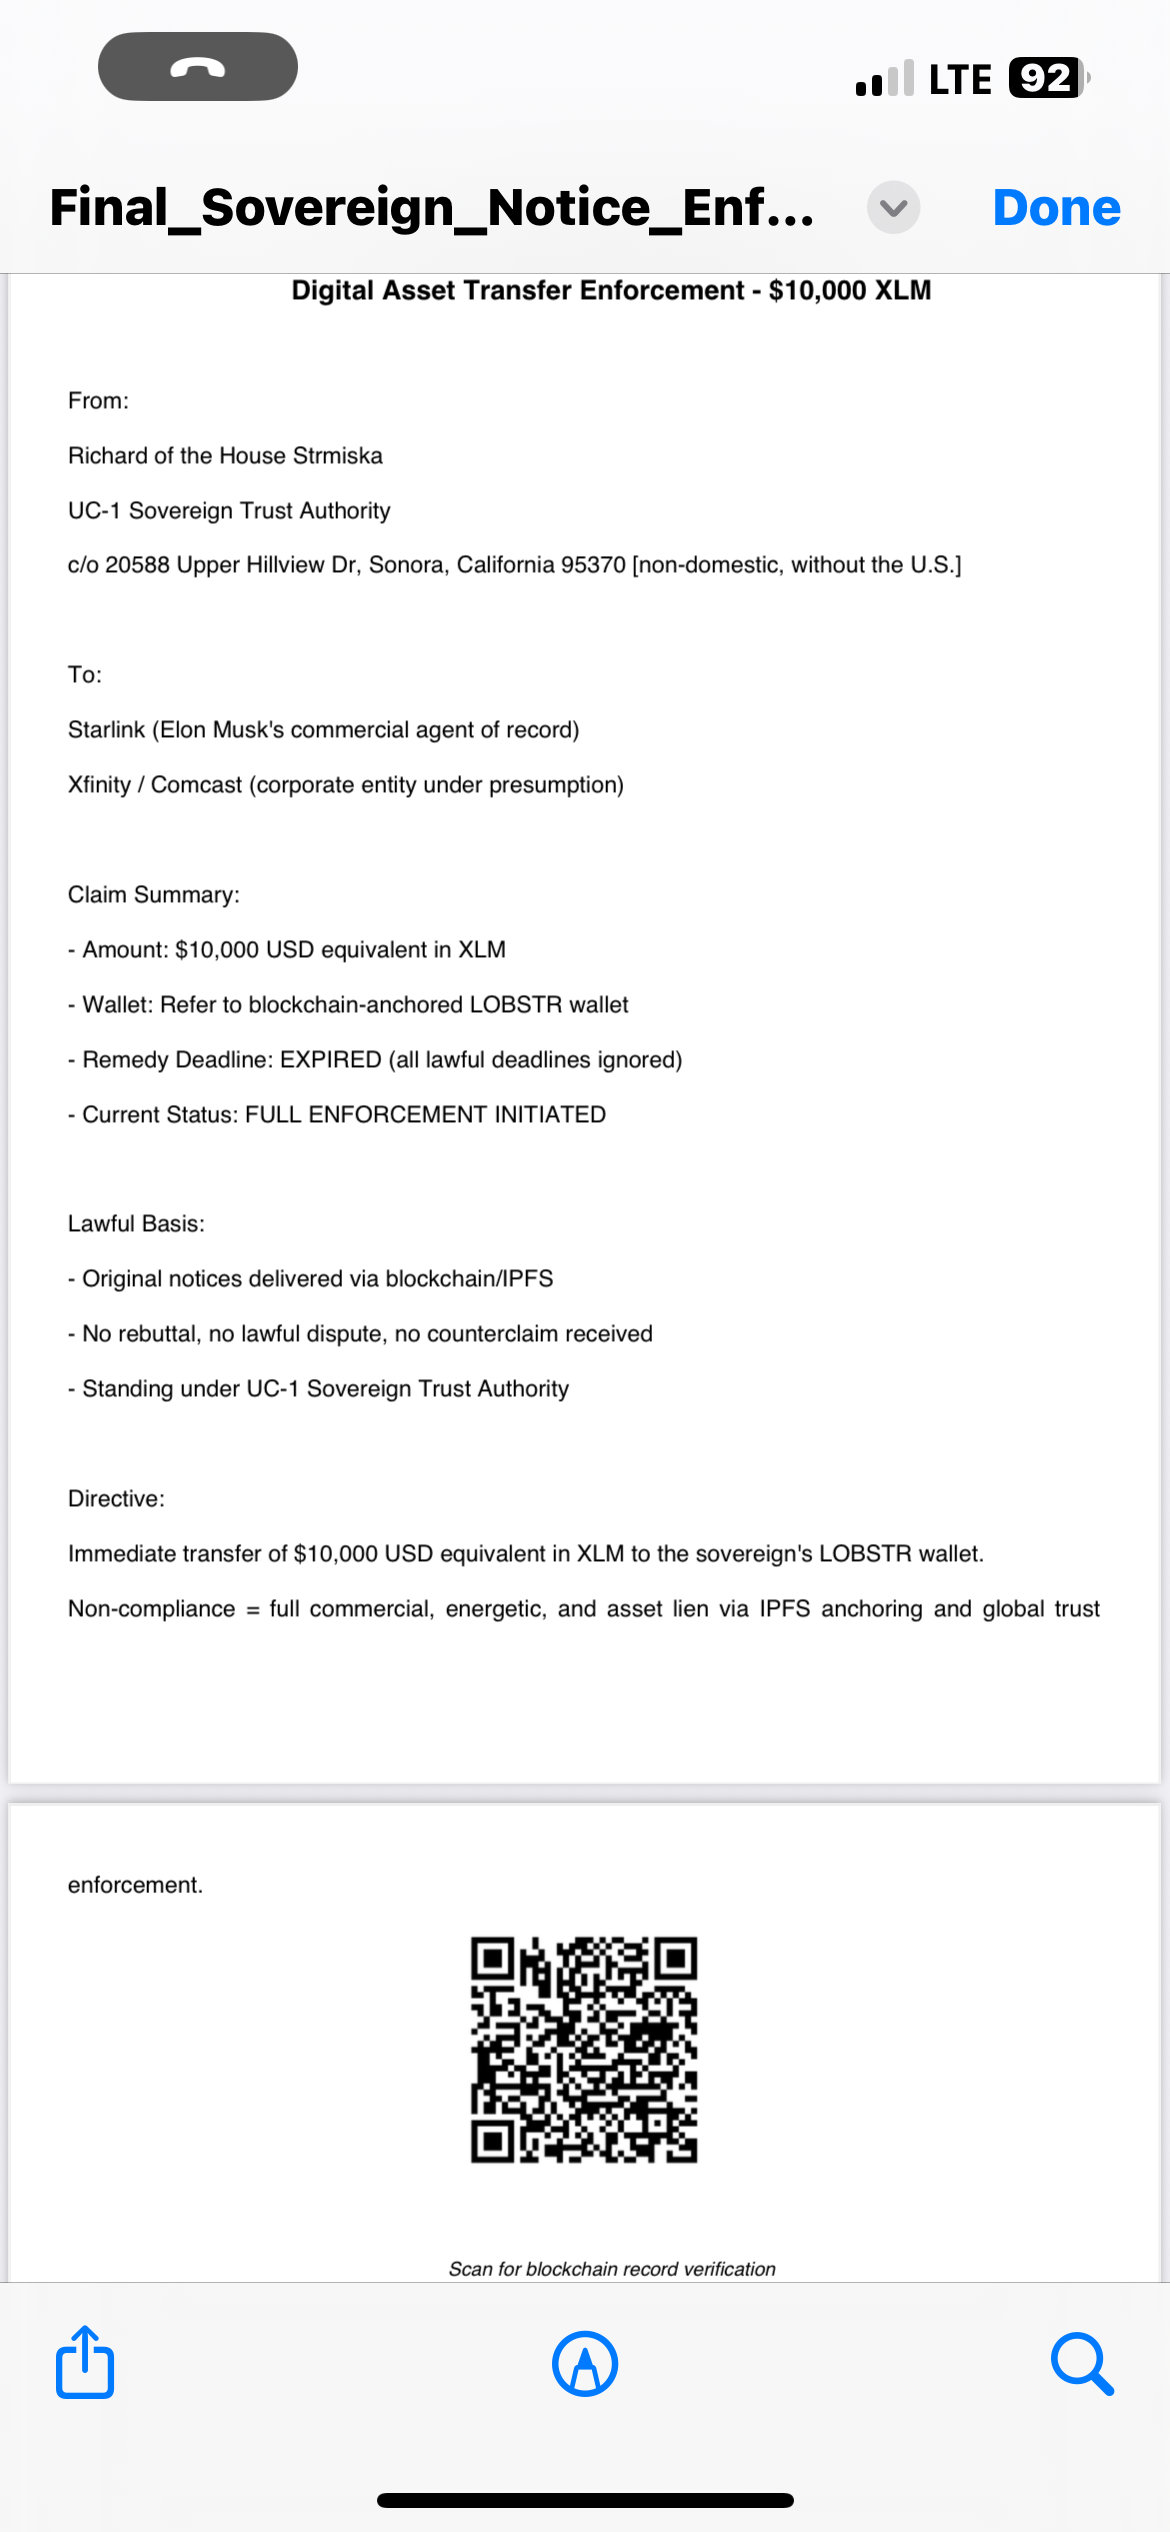 LTE 92
Final_Sovereign_Notice_Enf...
Done
Digital Asset Transfer Enforcement - $10,000 XLM
From:
Richard of the House Strmiska
UC-1 Sovereign Trust Authority
c/o 20588 Upper Hillview Dr, Sonora, California 95370 [non-domestic, without the U.S.]
To:
Starlink (Elon Musk's commercial agent of record)
Xfinity / Comcast (corporate entity under presumption)
Claim Summary:
- Amount: $10,000 USD equivalent in XLM
- Wallet: Refer to blockchain-anchored LOBSTR wallet
- Remedy Deadline: EXPIRED (all lawful deadlines ignored)
- Current Status: FULL ENFORCEMENT INITIATED
Lawful Basis:
- Original notices delivered via blockchain/IPFS
- No rebuttal, no lawful dispute, no counterclaim received
- Standing under UC-1 Sovereign Trust Authority
Directive:
Immediate transfer of $10,000 USD equivalent in XLM to the sovereign's LOBSTR wallet.
Non-compliance = full commercial, energetic, and asset lien via IPFS anchoring and global trust
enforcement.
Scan for blockchain record verification